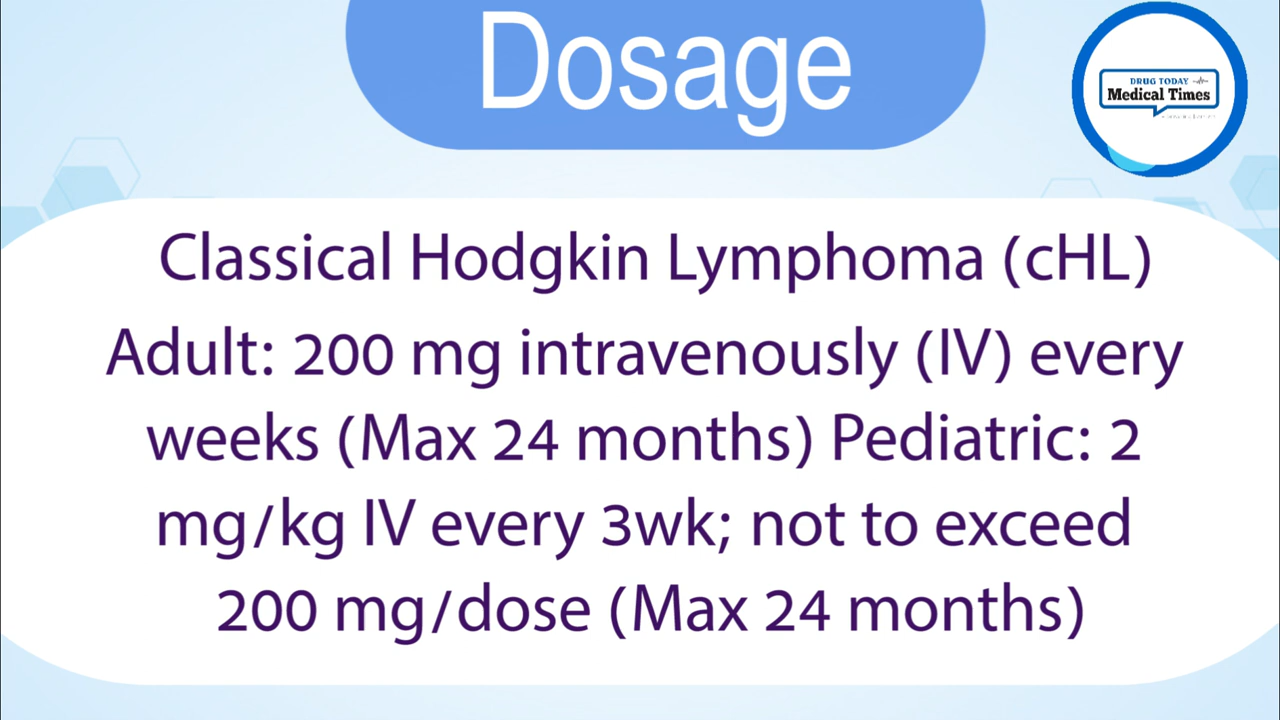 Dosage
DRUG TODAY
Medical Times
Classical Hodgkin Lymphoma (cHL)
Adult: 200 mg intravenously (IV) every
weeks (Max 24 months) Pediatric: 2
mg/kg IV every 3wk; not to exceed
200 mg/dose (Max 24 months)